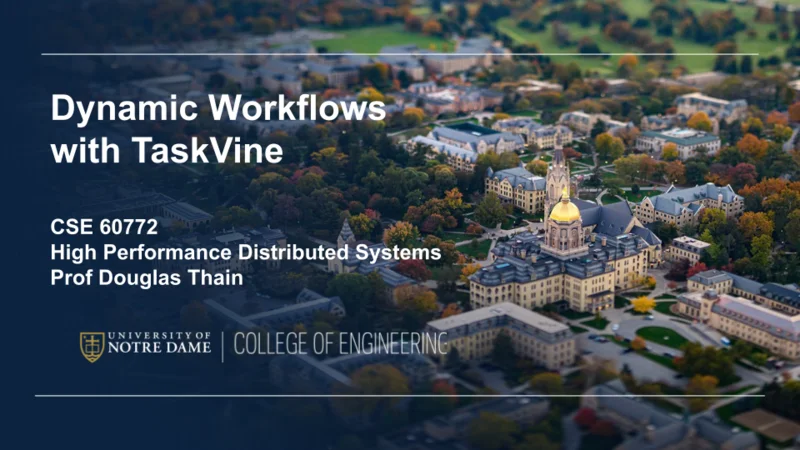 Dynamic Workflows
with TaskVine
CSE 60772
High Performance Distributed Systems
Prof Douglas Thain
UNIVERSITY OF
NOTRE DAME
COLLEGE OF ENGINEERING